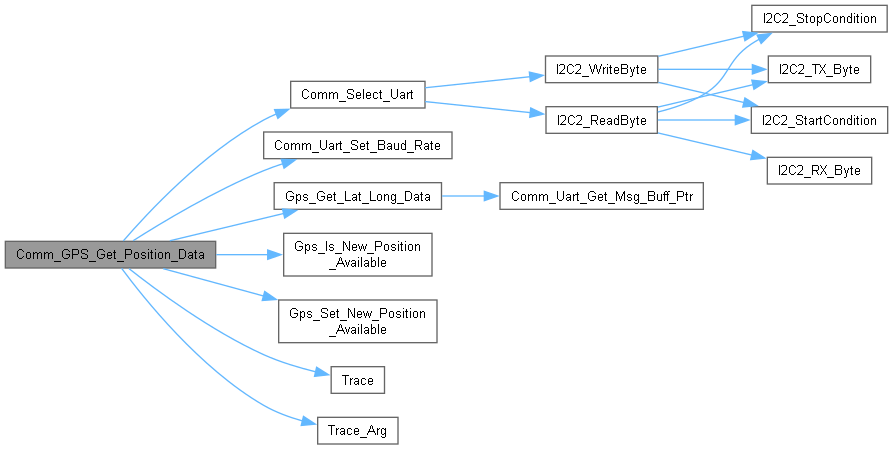 I2C2_StopCondition
I2C2_WriteByte
I2C2_TX_Byte
Comm_Select_Uart
I2C2_ReadByte
I2C2_StartCondition
Comm_Uart_Set_Baud_Rate
I2C2_RX_Byte
Gps_Get_Lat_Long_Data
Comm_Uart_Get_Msg_Buff_Ptr
Comm_GPS_Get_Position_Data
Gps_Is_New_Position
_Available
Gps_Set_New_Position
_Available
Trace
Trace_Arg